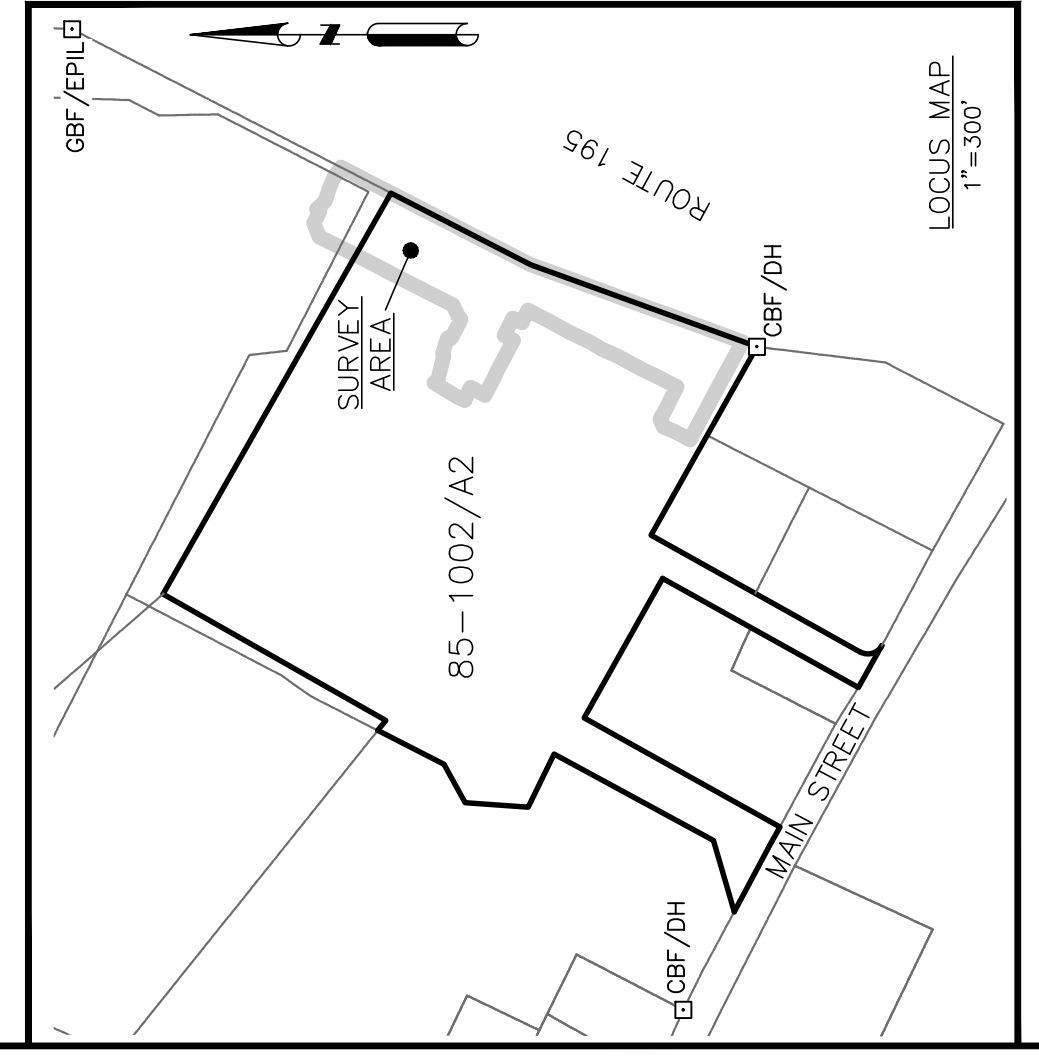 GBF/EPIL
N
ROUTE 195
LOCUS MAP
1"=300'
CBF/DH
SURVEY
AREA
85-1002/A2
MAIN STREET
CBF/DH